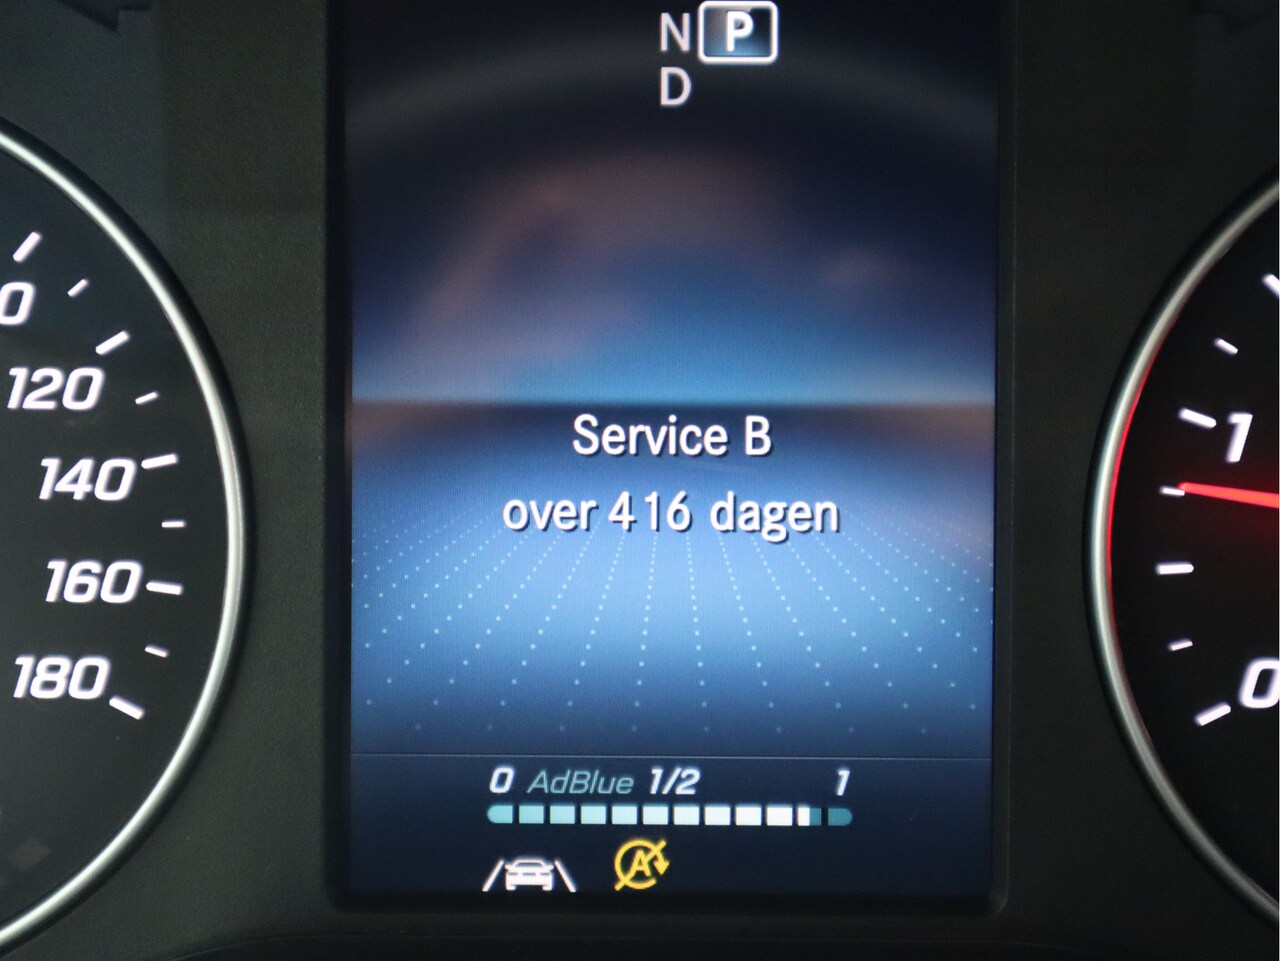 N P
D
0
120
140
160
180
Service B
over 416 dagen
1
0
0 AdBlue 1/2 1
A